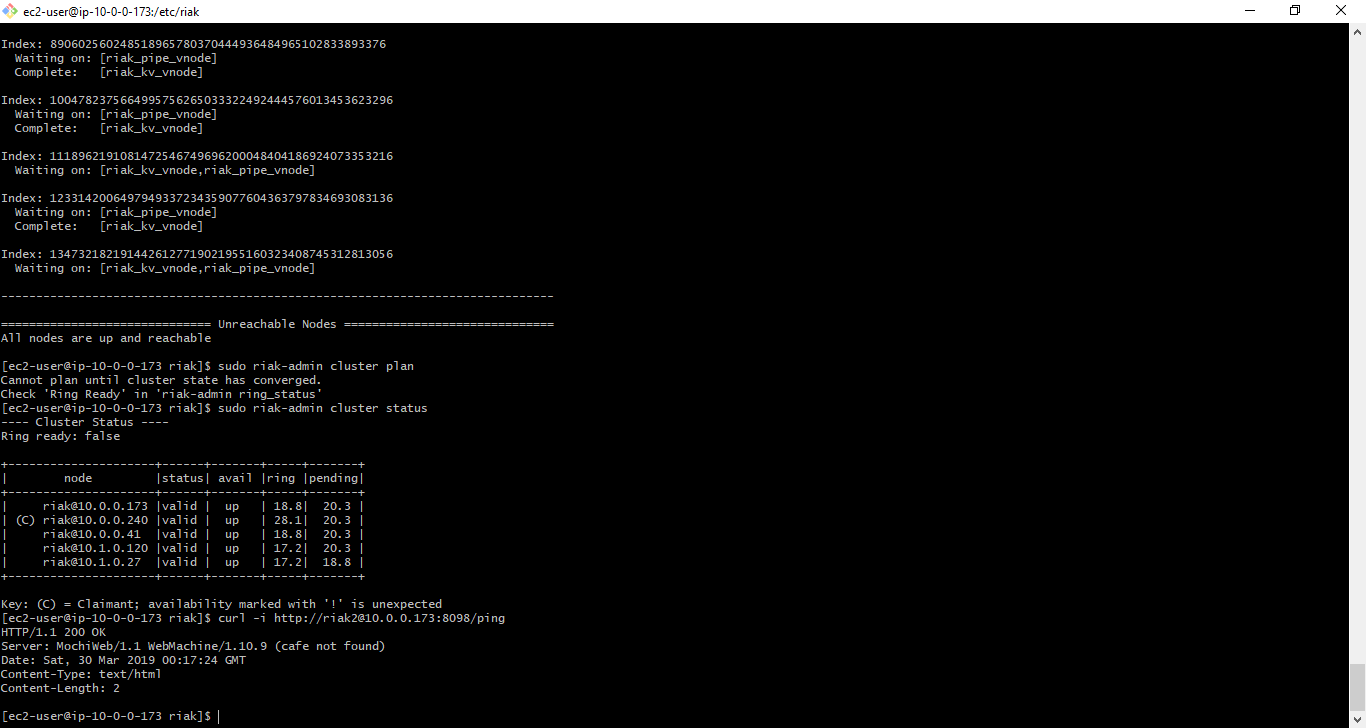 ec2-user@ip-10-0-0-173:/etc/riak
Index: 890602560248518965780370444936484965102833893376
  Waiting on: [riak_pipe_vnode]
  Complete:   [riak_kv_vnode]
Index: 1004782375664995756265033322492444576013453623296
  Waiting on: [riak_pipe_vnode]
  Complete:   [riak_kv_vnode]
Index: 1118962191081472546749696200048404186924073353216
  Waiting on: [riak_kv_vnode,riak_pipe_vnode]
Index: 1233142006497949337234359077604363797834693083136
  Waiting on: [riak_pipe_vnode]
  Complete:   [riak_kv_vnode]
Index: 1347321821914426127719021955160323408745312813056
  Waiting on: [riak_kv_vnode,riak_pipe_vnode]
-------------------------------------------------------------------------------
============================== Unreachable Nodes ==============================
All nodes are up and reachable
[ec2-user@ip-10-0-0-173 riak]$ sudo riak-admin cluster plan
Cannot plan until cluster state has converged.
Check 'Ring Ready' in 'riak-admin ring_status'
[ec2-user@ip-10-0-0-173 riak]$ sudo riak-admin cluster status
---- Cluster Status ----
Ring ready: false
+---------------------+------+-------+-----+-------+
|        node         |status| avail |ring |pending|
+---------------------+------+-------+-----+-------+
|     riak@10.0.0.173 |valid |  up   | 18.8|  20.3 |
| (C) riak@10.0.0.240 |valid |  up   | 28.1|  20.3 |
|     riak@10.0.0.41  |valid |  up   | 18.8|  20.3 |
|     riak@10.1.0.120 |valid |  up   | 17.2|  20.3 |
|     riak@10.1.0.27  |valid |  up   | 17.2|  18.8 |
+---------------------+------+-------+-----+-------+
Key: (C) = Claimant; availability marked with '!' is unexpected
[ec2-user@ip-10-0-0-173 riak]$ curl -i http://riak2@10.0.0.173:8098/ping
HTTP/1.1 200 OK
Server: MochiWeb/1.1 WebMachine/1.10.9 (cafe not found)
Date: Sat, 30 Mar 2019 00:17:24 GMT
Content-Type: text/html
Content-Length: 2
[ec2-user@ip-10-0-0-173 riak]$